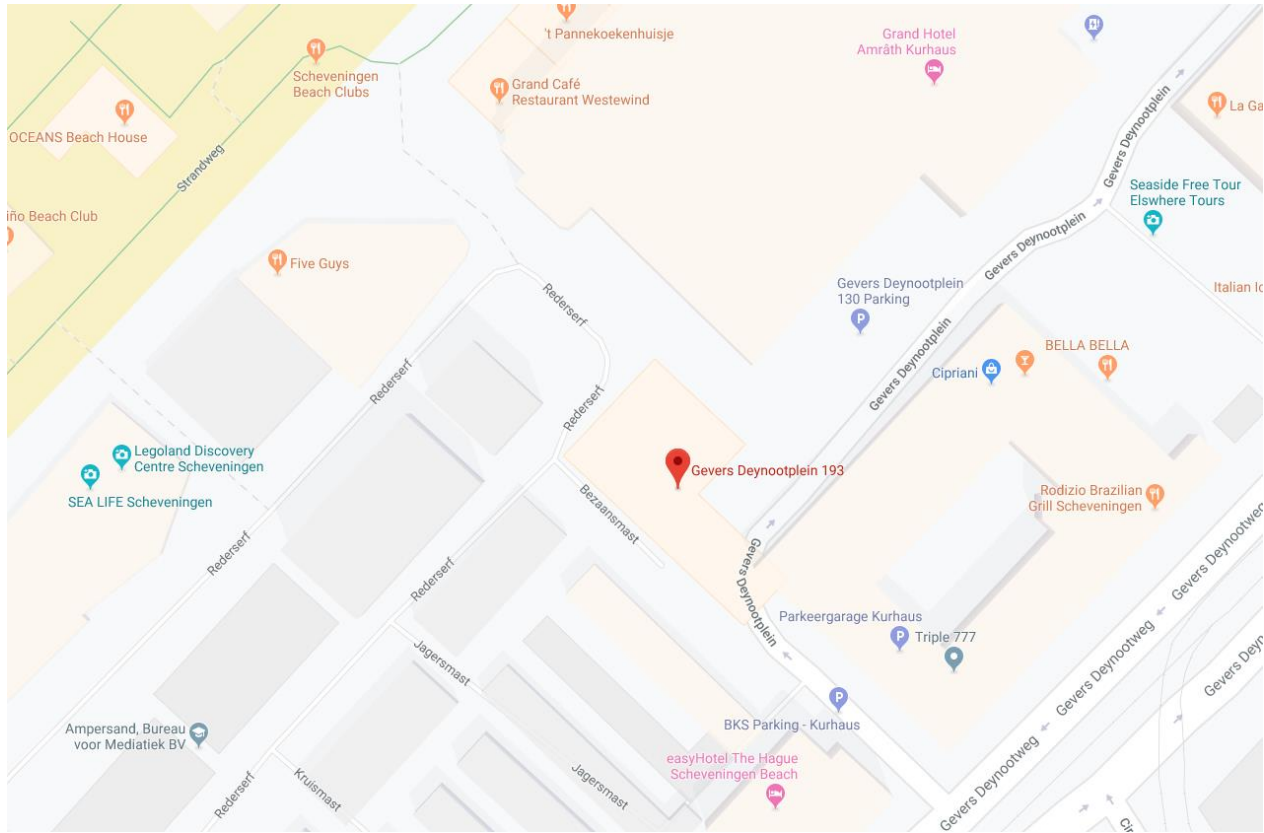 't Pannekoekenhuisje
Grand Hotel
Amrâth Kurhaus
Scheveningen
Beach Clubs
Grand Café
Restaurant Westewind
OCEANS Beach House
La Ga
Strandweg
Gevers Deynootplein
Seaside Free Tour
Elswhere Tours
iño Beach Club
Five Guys
Gevers Deynootplein
Rederserf
Gevers Deynootplein
130 Parking
P
Italian Ic
Gevers Deynootplein
BELLA BELLA
Cipriani
Rederserf
Rederserf
Legoland Discovery
Centre Scheveningen
SEA LIFE Scheveningen
Gevers Deynootplein 193
Rodizio Brazilian
Grill Scheveningen
Bezaansmast
Gevers Deynootplein
Rederserf
Rederserf
Gevers Deynootweg
Parkeergarage Kurhaus
P
Triple 777
Gevers Deynootweg
Jagersmast
Gevers Deyn
P
BKS Parking - Kurhaus
Ampersand, Bureau
voor Mediatiek BV
easyHotel The Hague
Scheveningen Beach
Rederserf
Kruismast
Jagersmast
Gevers Deynootweg
Ci